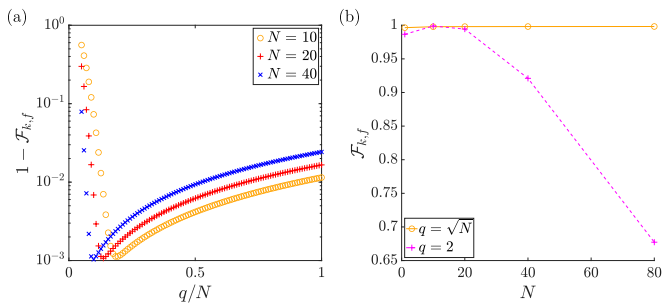 (a)
10^0
10^{-1}
10^{-2}
10^{-3}
1 − 𝓕_{k,f}
0
0.5
1
q/N
N = 10
N = 20
N = 40
(b)
1
0.95
0.9
0.85
0.8
0.75
0.7
0.65
𝓕_{k,f}
0
20
40
60
80
N
q = √N
q = 2